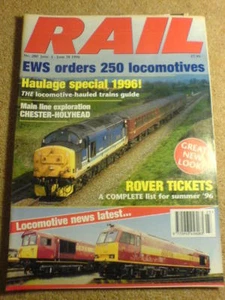 RAIL
EWS orders 250 locomotives
Haulage special 1996!
THE locomotive-hauled trains guide
Main line exploration
CHESTER-HOLYHEAD
GREAT
NEW
LOOK!
ROVER TICKETS
A COMPLETE list for summer '96
Locomotive news latest...